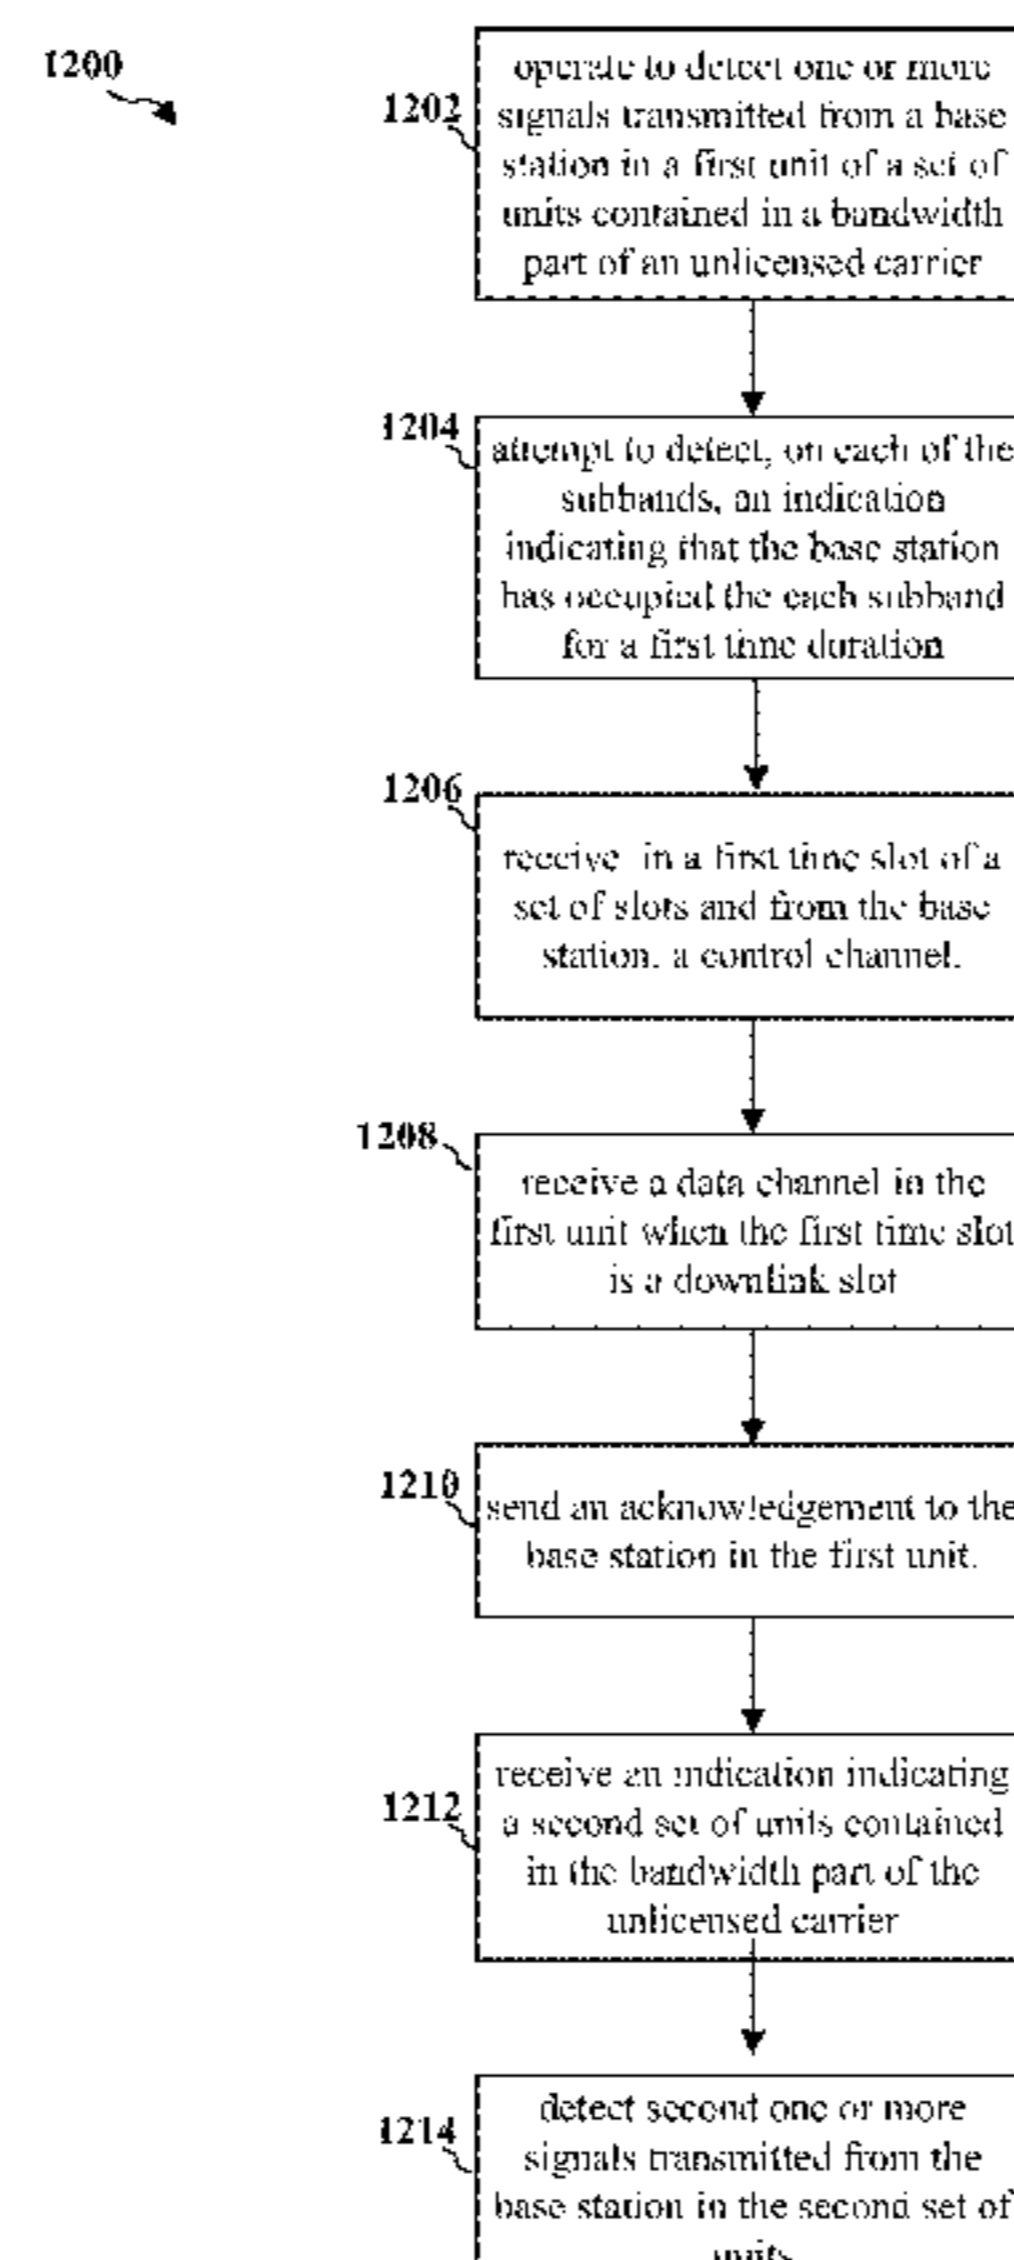 1200
1202
operate to detect one or more
signals transmitted from a base
station in a first unit of a set of
units contained in a bandwidth
part of an unlicensed carrier
1204
attempt to detect, on each of the
subbands, an indication
indicating that the base station
has occupied the each subband
for a first time duration
1206
receive in a first time slot of a
set of slots and from the base
station, a control channel.
1208
receive a data channel in the
first unit when the first time slot
is a downlink slot
1210
send an acknowledgement to the
base station in the first unit.
1212
receive an indication indicating
a second set of units contained
in the bandwidth part of the
unlicensed carrier
1214
detect second one or more
signals transmitted from the
base station in the second set of
units